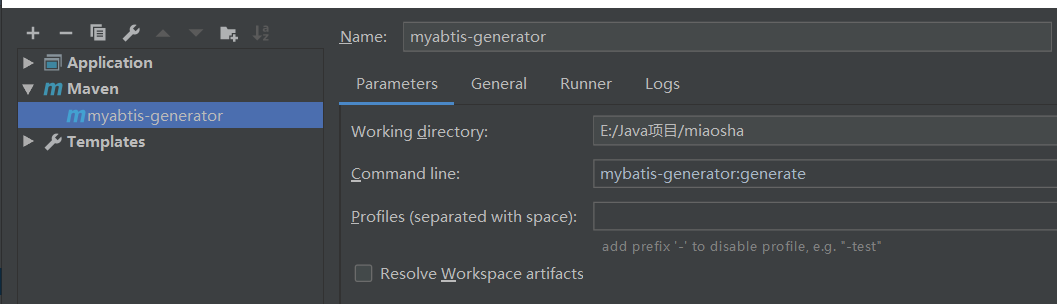 Name: myabtis-generator
Application
Maven
myabtis-generator
Templates
Parameters General Runner Logs
Working directory: E:/Java项目/miaosha
Command line: mybatis-generator:generate
Profiles (separated with space):
add prefix '-' to disable profile, e.g. "-test"
Resolve Workspace artifacts